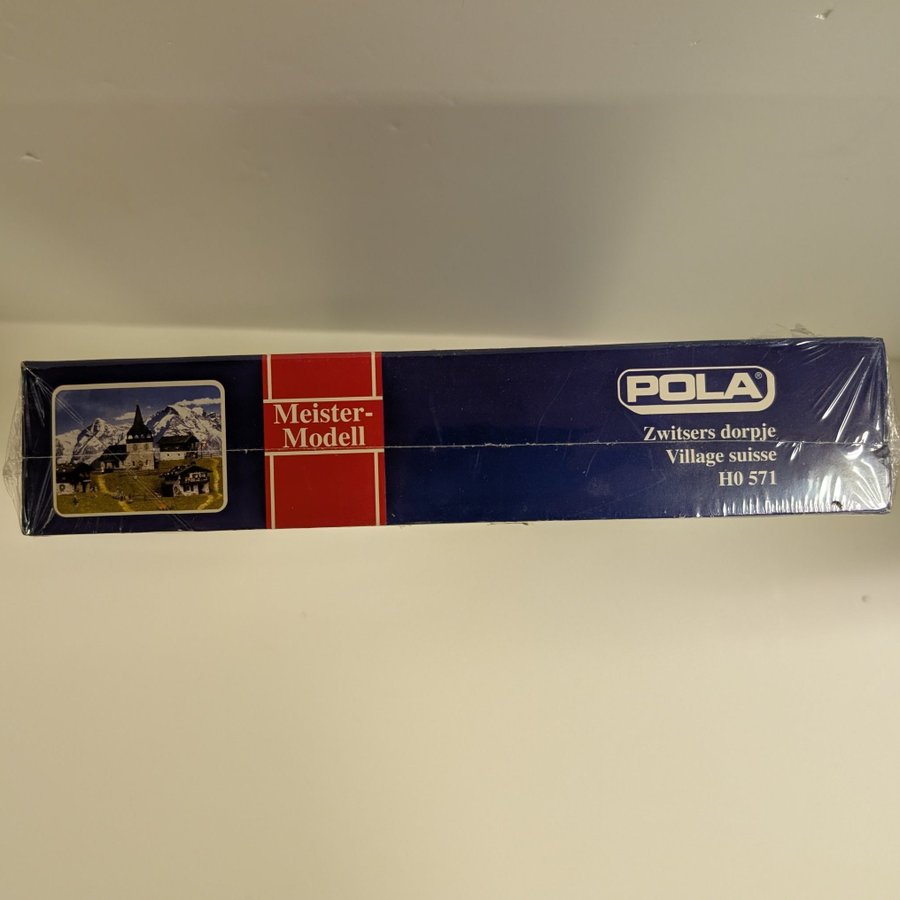 Meister-
Modell
POLA®
Zwitsers dorpje
Village suisse
H0 571